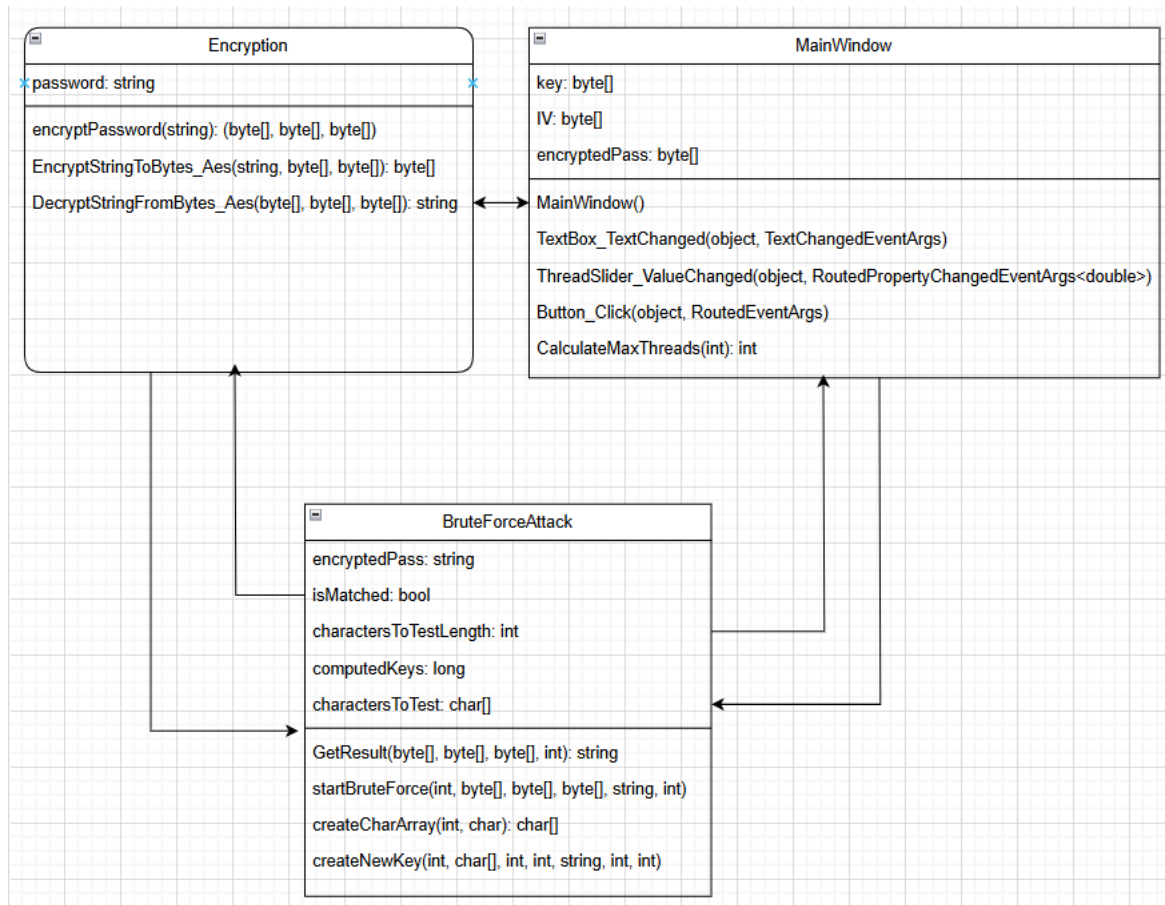 Encryption
password: string
encryptPassword(string): (byte[], byte[], byte[])
EncryptStringToBytes_Aes(string, byte[], byte[]): byte[]
DecryptStringFromBytes_Aes(byte[], byte[], byte[]): string
MainWindow
key: byte[]
IV: byte[]
encryptedPass: byte[]
MainWindow()
TextBox_TextChanged(object, TextChangedEventArgs)
ThreadSlider_ValueChanged(object, RoutedPropertyChangedEventArgs<double>)
Button_Click(object, RoutedEventArgs)
CalculateMaxThreads(int): int
BruteForceAttack
encryptedPass: string
isMatched: bool
charactersToTestLength: int
computedKeys: long
charactersToTest: char[]
GetResult(byte[], byte[], byte[], int): string
startBruteForce(int, byte[], byte[], byte[], string, int)
createCharArray(int, char): char[]
createNewKey(int, char[], int, int, string, int, int)